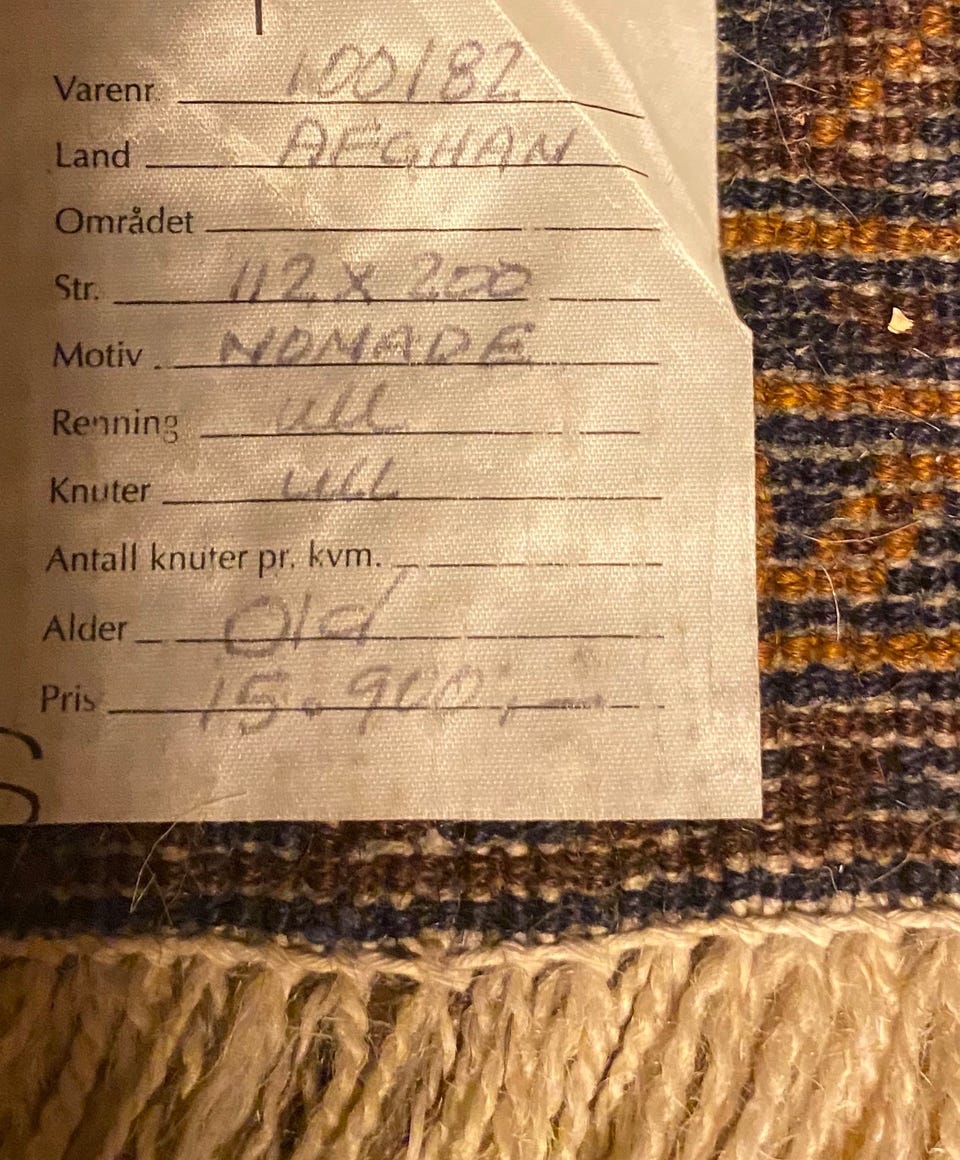 Varenr. 100182
Land AFGHAN
Området
Str. 112 x 200
Motiv NOMADE
Renning ull
Knuter ull
Antall knuter pr. kvm.
Alder Old
Pris 15.900,-